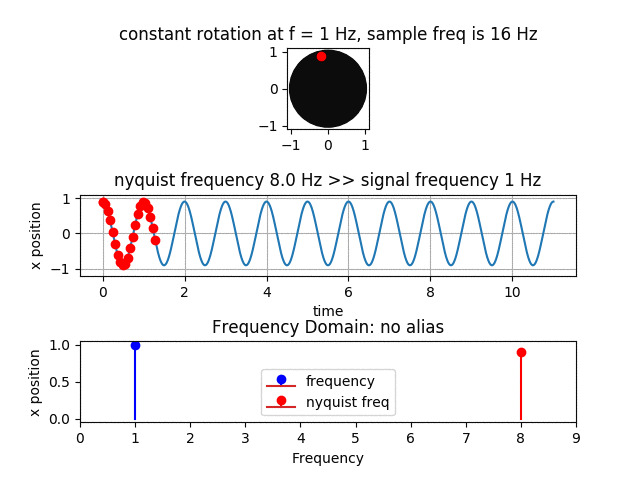 constant rotation at f = 1 Hz, sample freq is 16 Hz
1
0
−1
−1 0 1
nyquist frequency 8.0 Hz >> signal frequency 1 Hz
x position
1
0
−1
0 2 4 6 8 10
time
Frequency Domain: no alias
x position
1.0
0.5
0.0
frequency
nyquist freq
0 1 2 3 4 5 6 7 8 9
Frequency